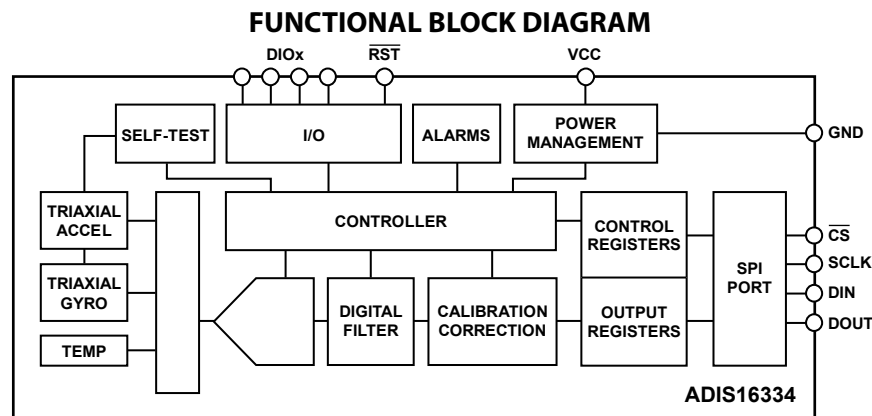 FUNCTIONAL BLOCK DIAGRAM
DIOx
RST
VCC
SELF-TEST
I/O
ALARMS
POWER
MANAGEMENT
GND
TRIAXIAL
ACCEL
CONTROLLER
CONTROL
REGISTERS
CS
SCLK
SPI
PORT
DIN
TRIAXIAL
GYRO
DIGITAL
FILTER
CALIBRATION
CORRECTION
OUTPUT
REGISTERS
DOUT
TEMP
ADIS16334